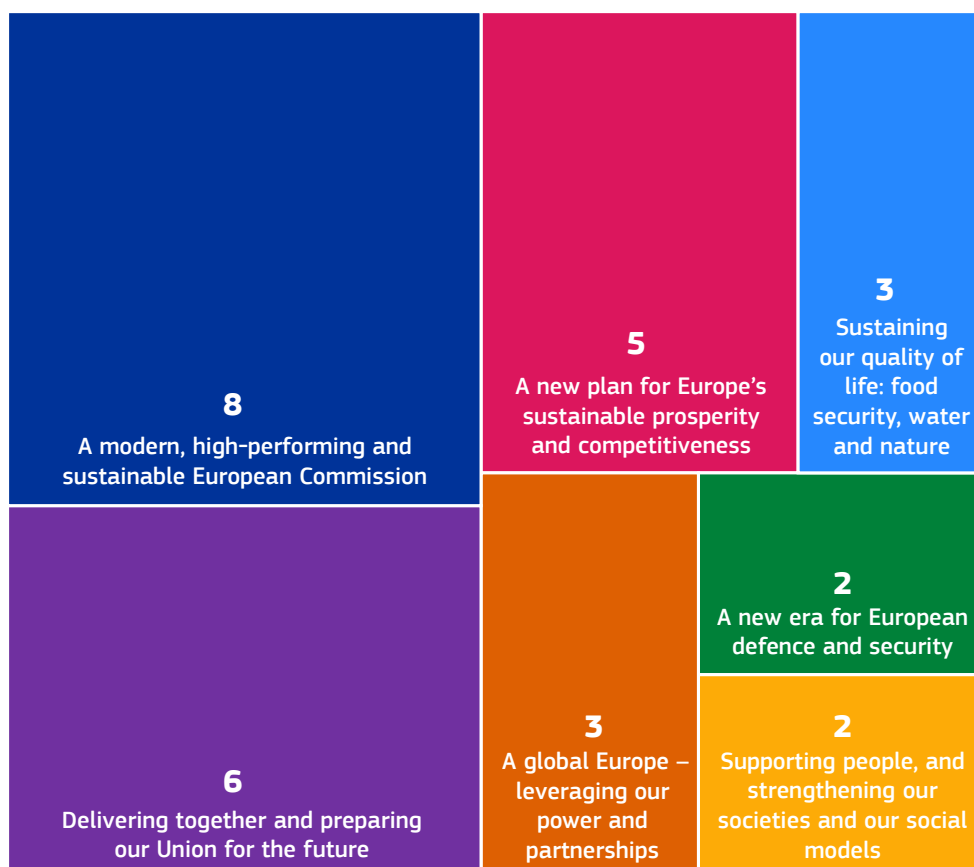 8
A modern, high-performing and
sustainable European Commission
5
A new plan for Europe's
sustainable prosperity
and competitiveness
3
Sustaining
our quality of
life: food
security, water
and nature
6
Delivering together and preparing
our Union for the future
3
A global Europe –
leveraging our
power and
partnerships
2
A new era for European
defence and security
2
Supporting people, and
strengthening our
societies and our social
models